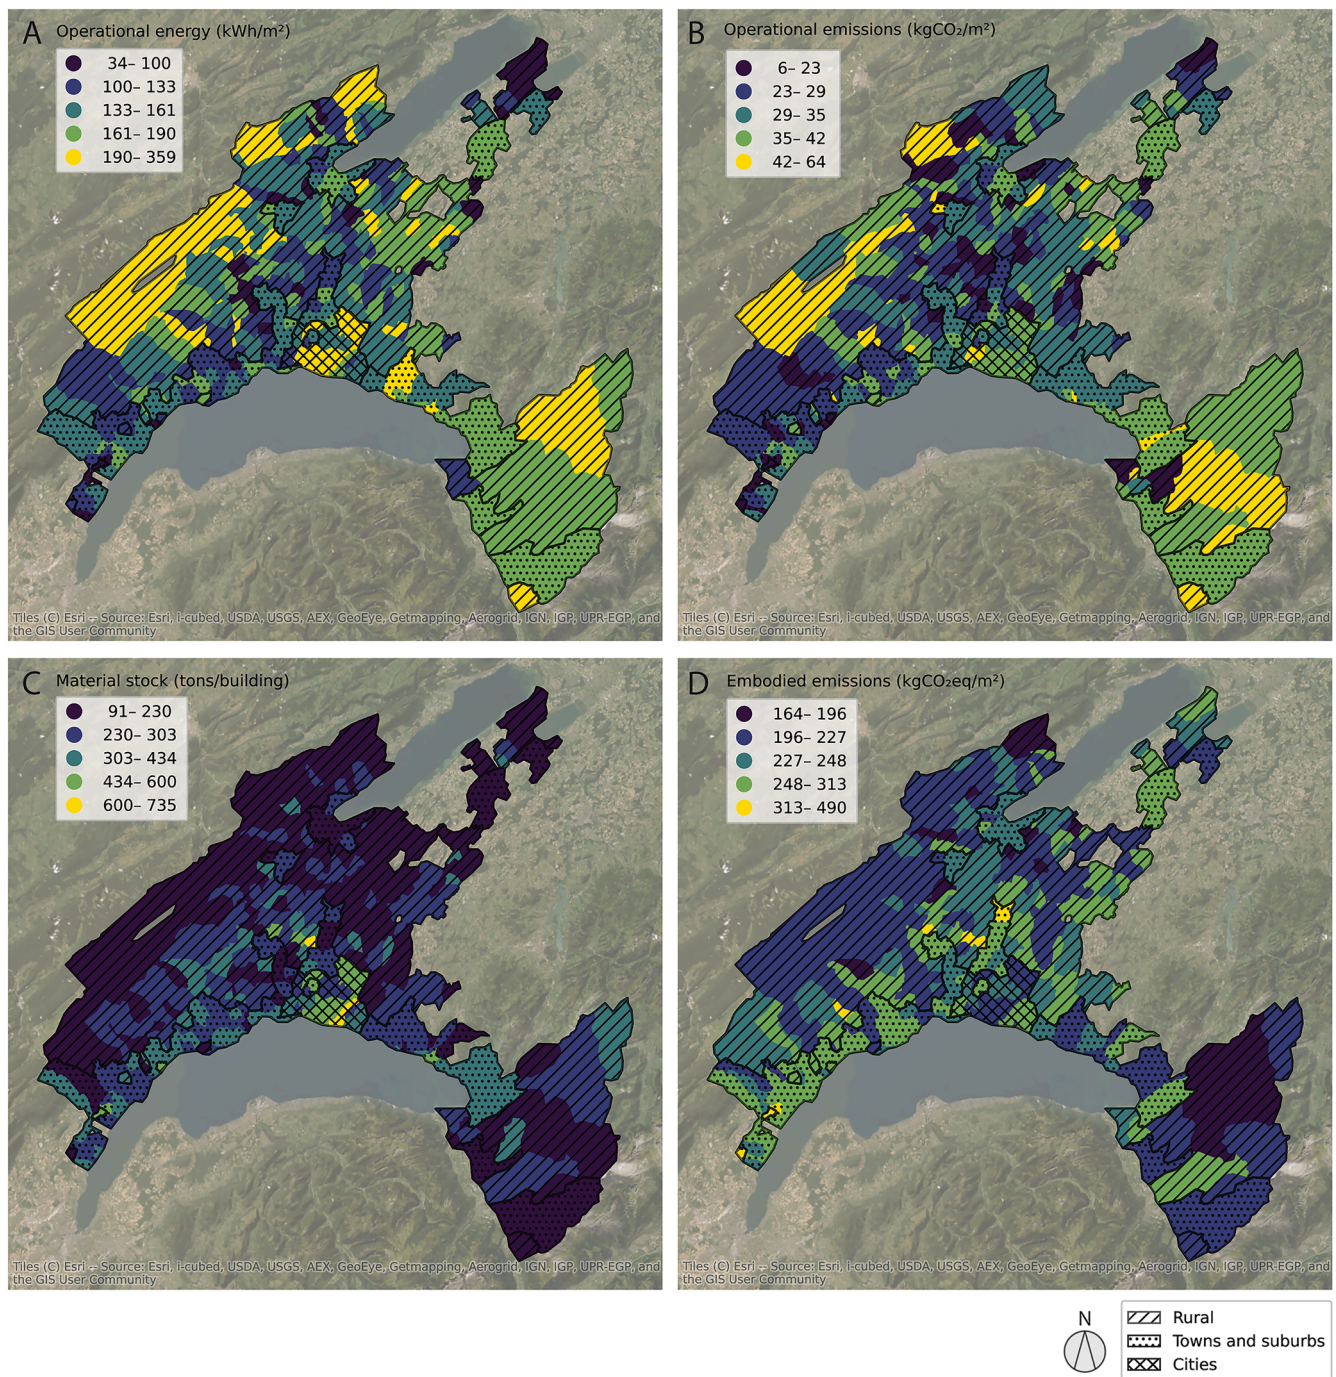 A Operational energy (kWh/m²)
34– 100
100– 133
133– 161
161– 190
190– 359
Tiles (C) Esri -- Source: Esri, i-cubed, USDA, USGS, AEX, GeoEye, Getmapping, Aerogrid, IGN, IGP, UPR-EGP, and
the GIS User Community
B Operational emissions (kgCO₂/m²)
6– 23
23– 29
29– 35
35– 42
42– 64
Tiles (C) Esri -- Source: Esri, i-cubed, USDA, USGS, AEX, GeoEye, Getmapping, Aerogrid, IGN, IGP, UPR-EGP, and
the GIS User Community
C Material stock (tons/building)
91– 230
230– 303
303– 434
434– 600
600– 735
Tiles (C) Esri -- Source: Esri, i-cubed, USDA, USGS, AEX, GeoEye, Getmapping, Aerogrid, IGN, IGP, UPR-EGP, and
the GIS User Community
D Embodied emissions (kgCO₂eq/m²)
164– 196
196– 227
227– 248
248– 313
313– 490
Tiles (C) Esri -- Source: Esri, i-cubed, USDA, USGS, AEX, GeoEye, Getmapping, Aerogrid, IGN, IGP, UPR-EGP, and
the GIS User Community
N
Rural
Towns and suburbs
Cities